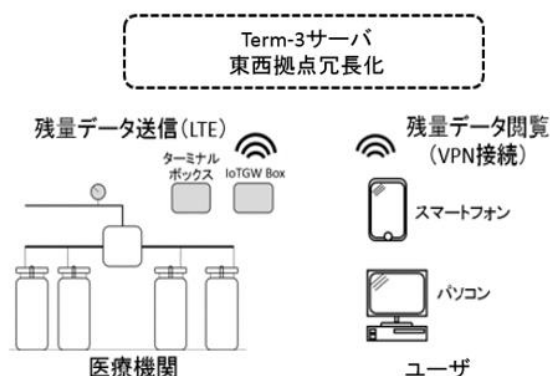 Term-3サーバ
東西拠点冗長化
残量データ送信(LTE)
ターミナル
ボックス
IoTGW Box
残量データ閲覧
(VPN接続)
スマートフォン
パソコン
医療機関
ユーザ